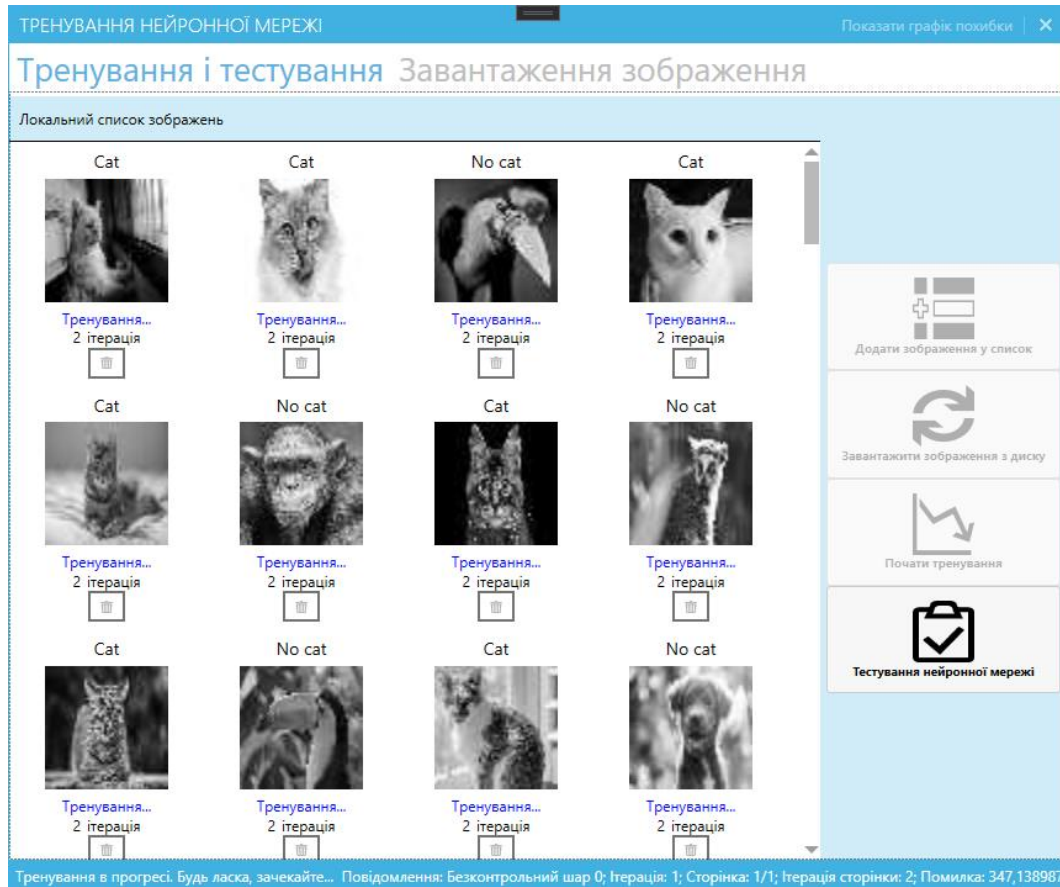 ТРЕНУВАННЯ НЕЙРОННОЇ МЕРЕЖІ
Показати графік похибки
Тренування і тестування Завантаження зображення
Локальний список зображень
Cat Cat No cat Cat
Тренування... Тренування... Тренування... Тренування...
2 ітерація 2 ітерація 2 ітерація 2 ітерація
Cat No cat Cat No cat
Тренування... Тренування... Тренування... Тренування...
2 ітерація 2 ітерація 2 ітерація 2 ітерація
Cat No cat Cat No cat
Тренування... Тренування... Тренування... Тренування...
2 ітерація 2 ітерація 2 ітерація 2 ітерація
Додати зображення у список
Завантажити зображення з диску
Почати тренування
Тестування нейронної мережі
Тренування в прогресі. Будь ласка, зачекайте... Повідомлення: Безконтрольний шар 0; Ітерація: 1; Сторінка: 1/1; Ітерація сторінки: 2; Помилка: 347,13898